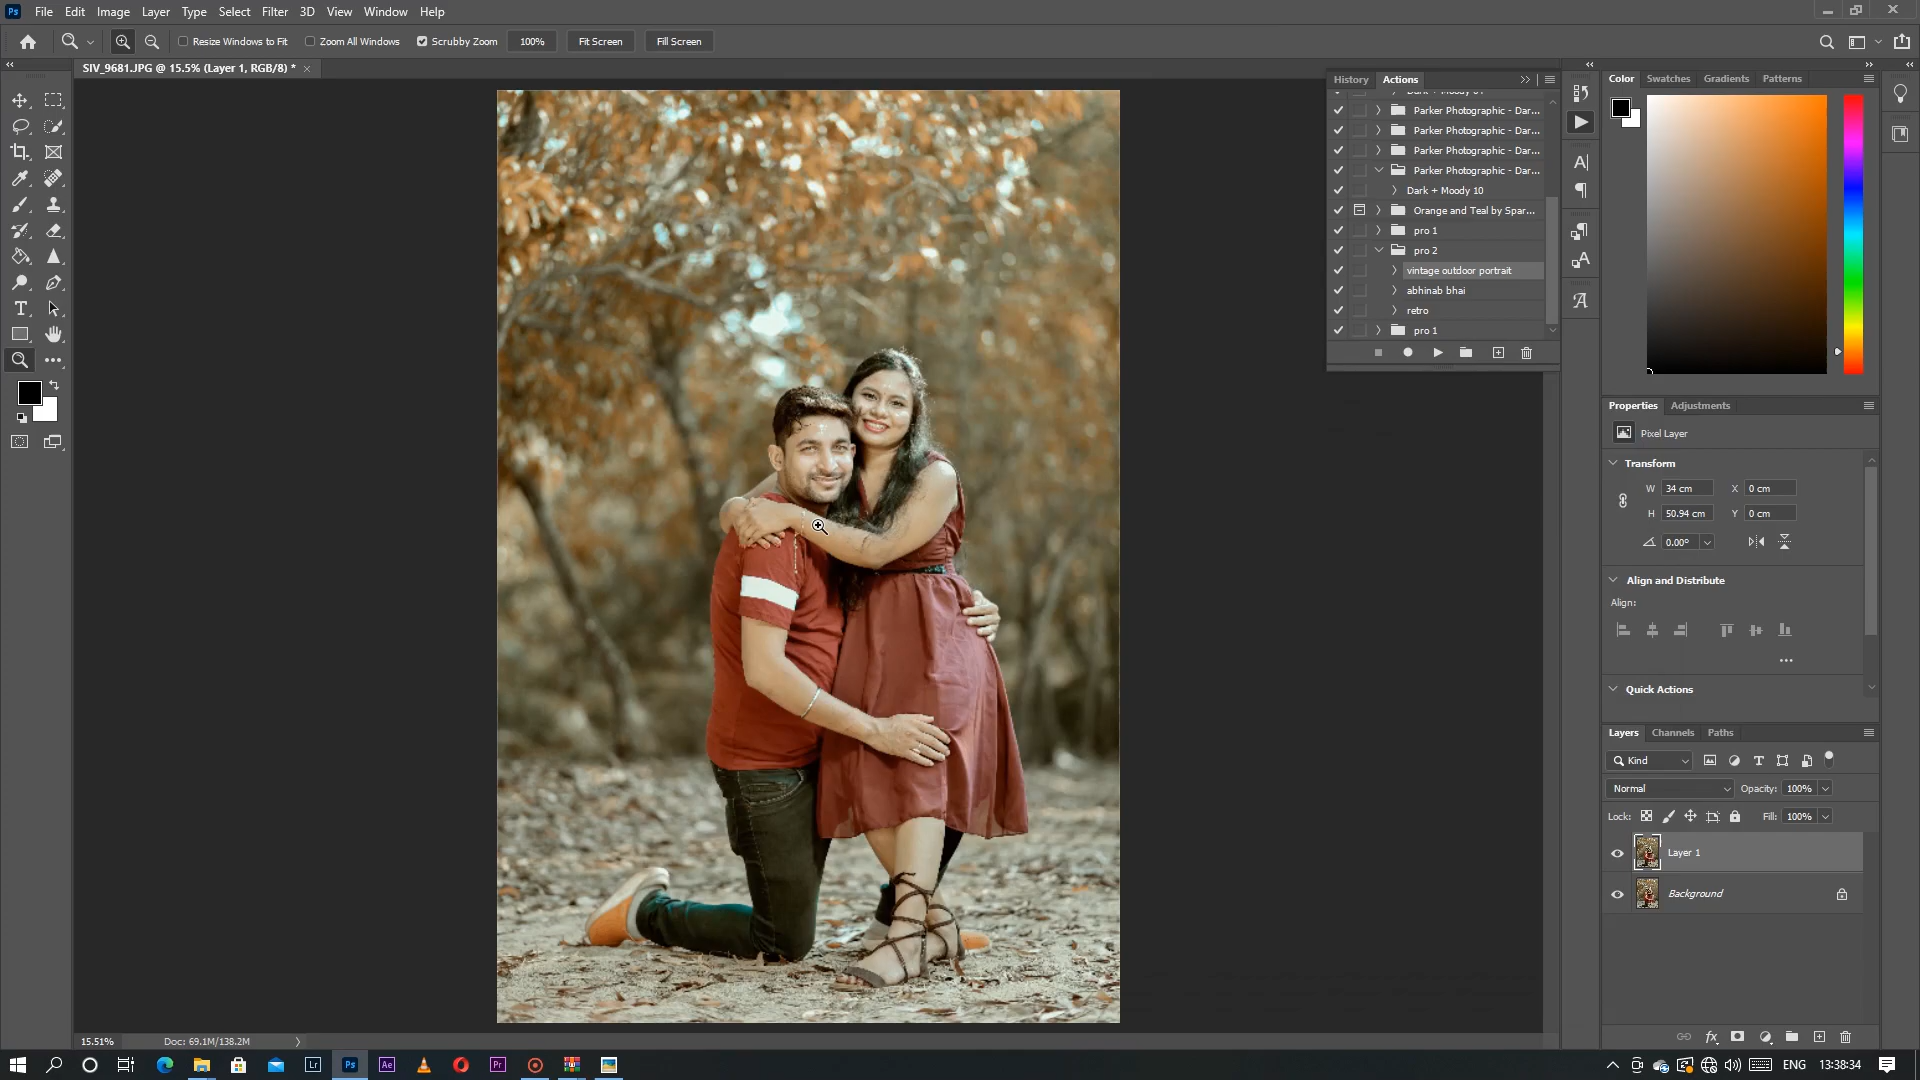 Ps File Edit Image Layer Type Select Filter 3D View Window Help
Resize Windows to Fit Zoom All Windows Scrubby Zoom 100% Fit Screen Fill Screen
SIV_9681.JPG @ 15.5% (Layer 1, RGB/8) *
History Actions
Parker Photographic - Dar...
Parker Photographic - Dar...
Parker Photographic - Dar...
Parker Photographic - Dar...
Dark + Moody 10
Orange and Teal by Spar...
pro 1
pro 2
vintage outdoor portrait
abhinab bhai
retro
pro 1
Color Swatches Gradients Patterns
Properties Adjustments
Pixel Layer
Transform
W 34 cm X 0 cm
H 50.94 cm Y 0 cm
0.00°
Align and Distribute
Align:
Quick Actions
Layers Channels Paths
Kind
Normal Opacity: 100%
Lock: Fill: 100%
Layer 1
Background
15.51% Doc: 69.1M/138.2M
Lr Ps Ae Pr ENG 13:38:34